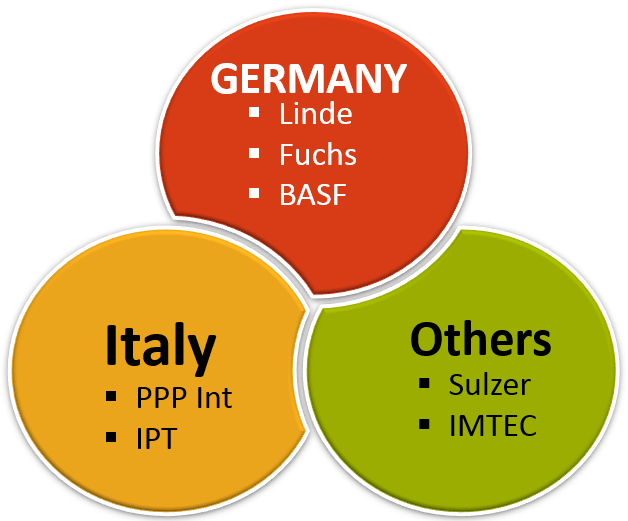 GERMANY
▪ Linde
▪ Fuchs
▪ BASF
Italy
▪ PPP Int
▪ IPT
Others
▪ Sulzer
▪ IMTEC